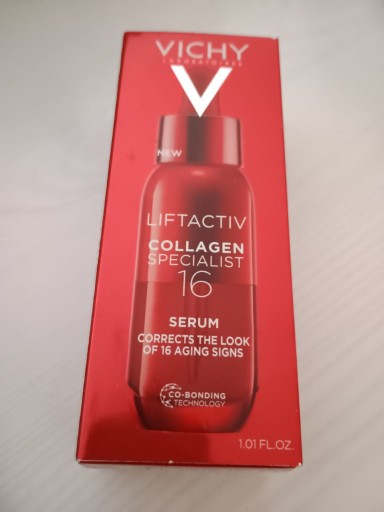 VICHY
LABORATOIRES
V
NEW
LIFTACTIV
COLLAGEN
SPECIALIST
16
SERUM
CORRECTS THE LOOK
OF 16 AGING SIGNS
CO-BONDING
TECHNOLOGY
1.01 FL.OZ.